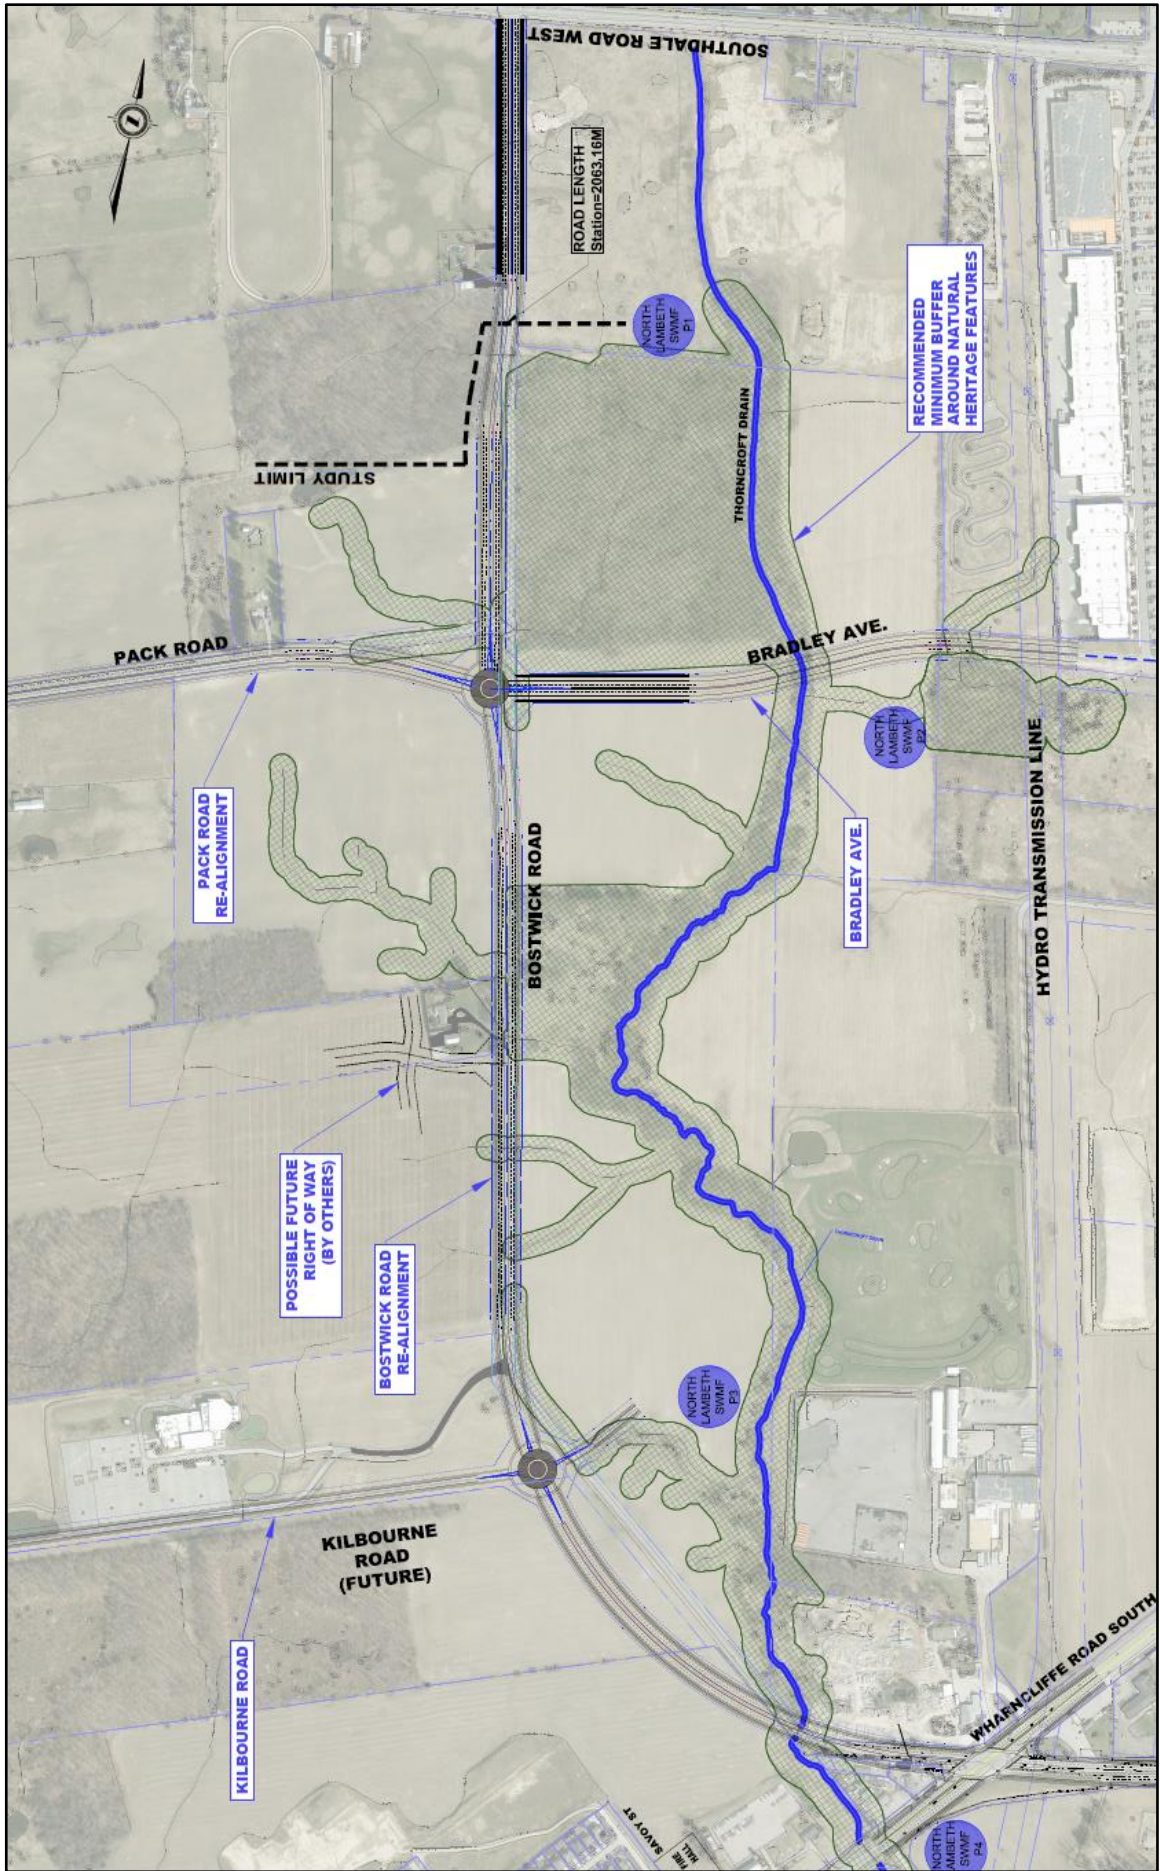 SOUTHDALE ROAD WEST
ROAD LENGTH
Station=2063.16M
NORTH
LAMBETH
SWMF
P1
RECOMMENDED
MINIMUM BUFFER
AROUND NATURAL
HERITAGE FEATURES
THORNCROFT DRAIN
STUDY LIMIT
PACK ROAD
BRADLEY AVE.
NORTH
LAMBETH
SWMF
P2
HYDRO TRANSMISSION LINE
PACK ROAD
RE-ALIGNMENT
BOSTWICK ROAD
BRADLEY AVE.
POSSIBLE FUTURE
RIGHT OF WAY
(BY OTHERS)
BOSTWICK ROAD
RE-ALIGNMENT
NORTH
LAMBETH
SWMF
P3
KILBOURNE
ROAD
(FUTURE)
KILBOURNE ROAD
WHARNCLIFFE ROAD SOUTH
SAVOY ST
FIRE
HALL
NORTH
LAMBETH
SWMF
P4